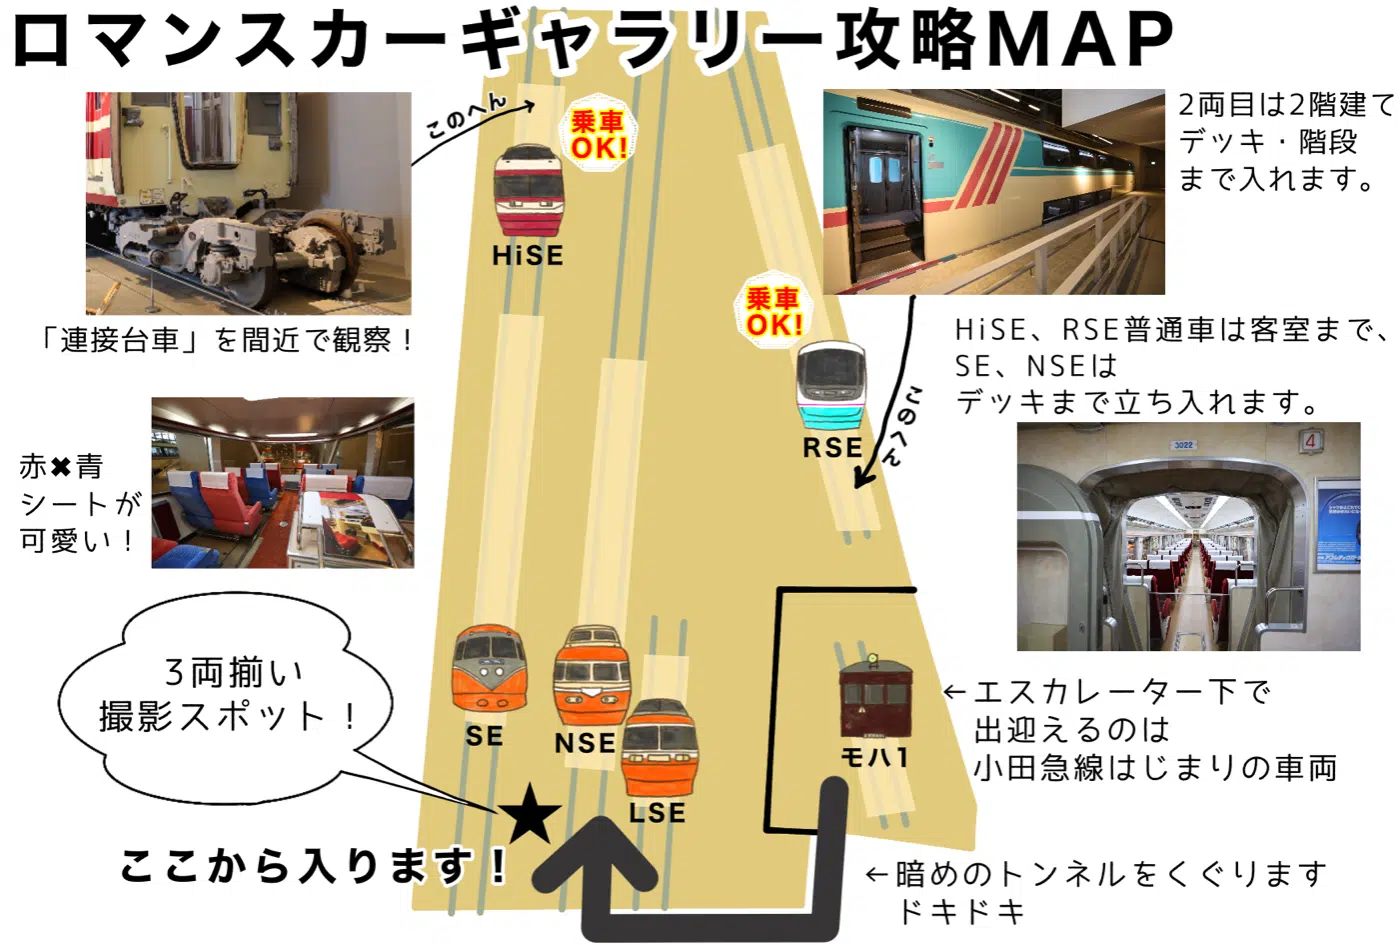 ロマンスカーギャラリー攻略MAP
このへん
乗車
OK!
HiSE
「連接台車」を間近で観察！
2両目は2階建て
デッキ・階段
まで入れます。
乗車
OK!
RSE
このへん
HiSE、RSE普通車は客室まで、
SE、NSEは
デッキまで立ち入れます。
3022
4
赤✖青
シートが
可愛い！
3両揃い
撮影スポット！
SE
NSE
LSE
モハ1
←エスカレーター下で
出迎えるのは
小田急線はじまりの車両
★
ここから入ります！
←暗めのトンネルをくぐります
ドキドキ